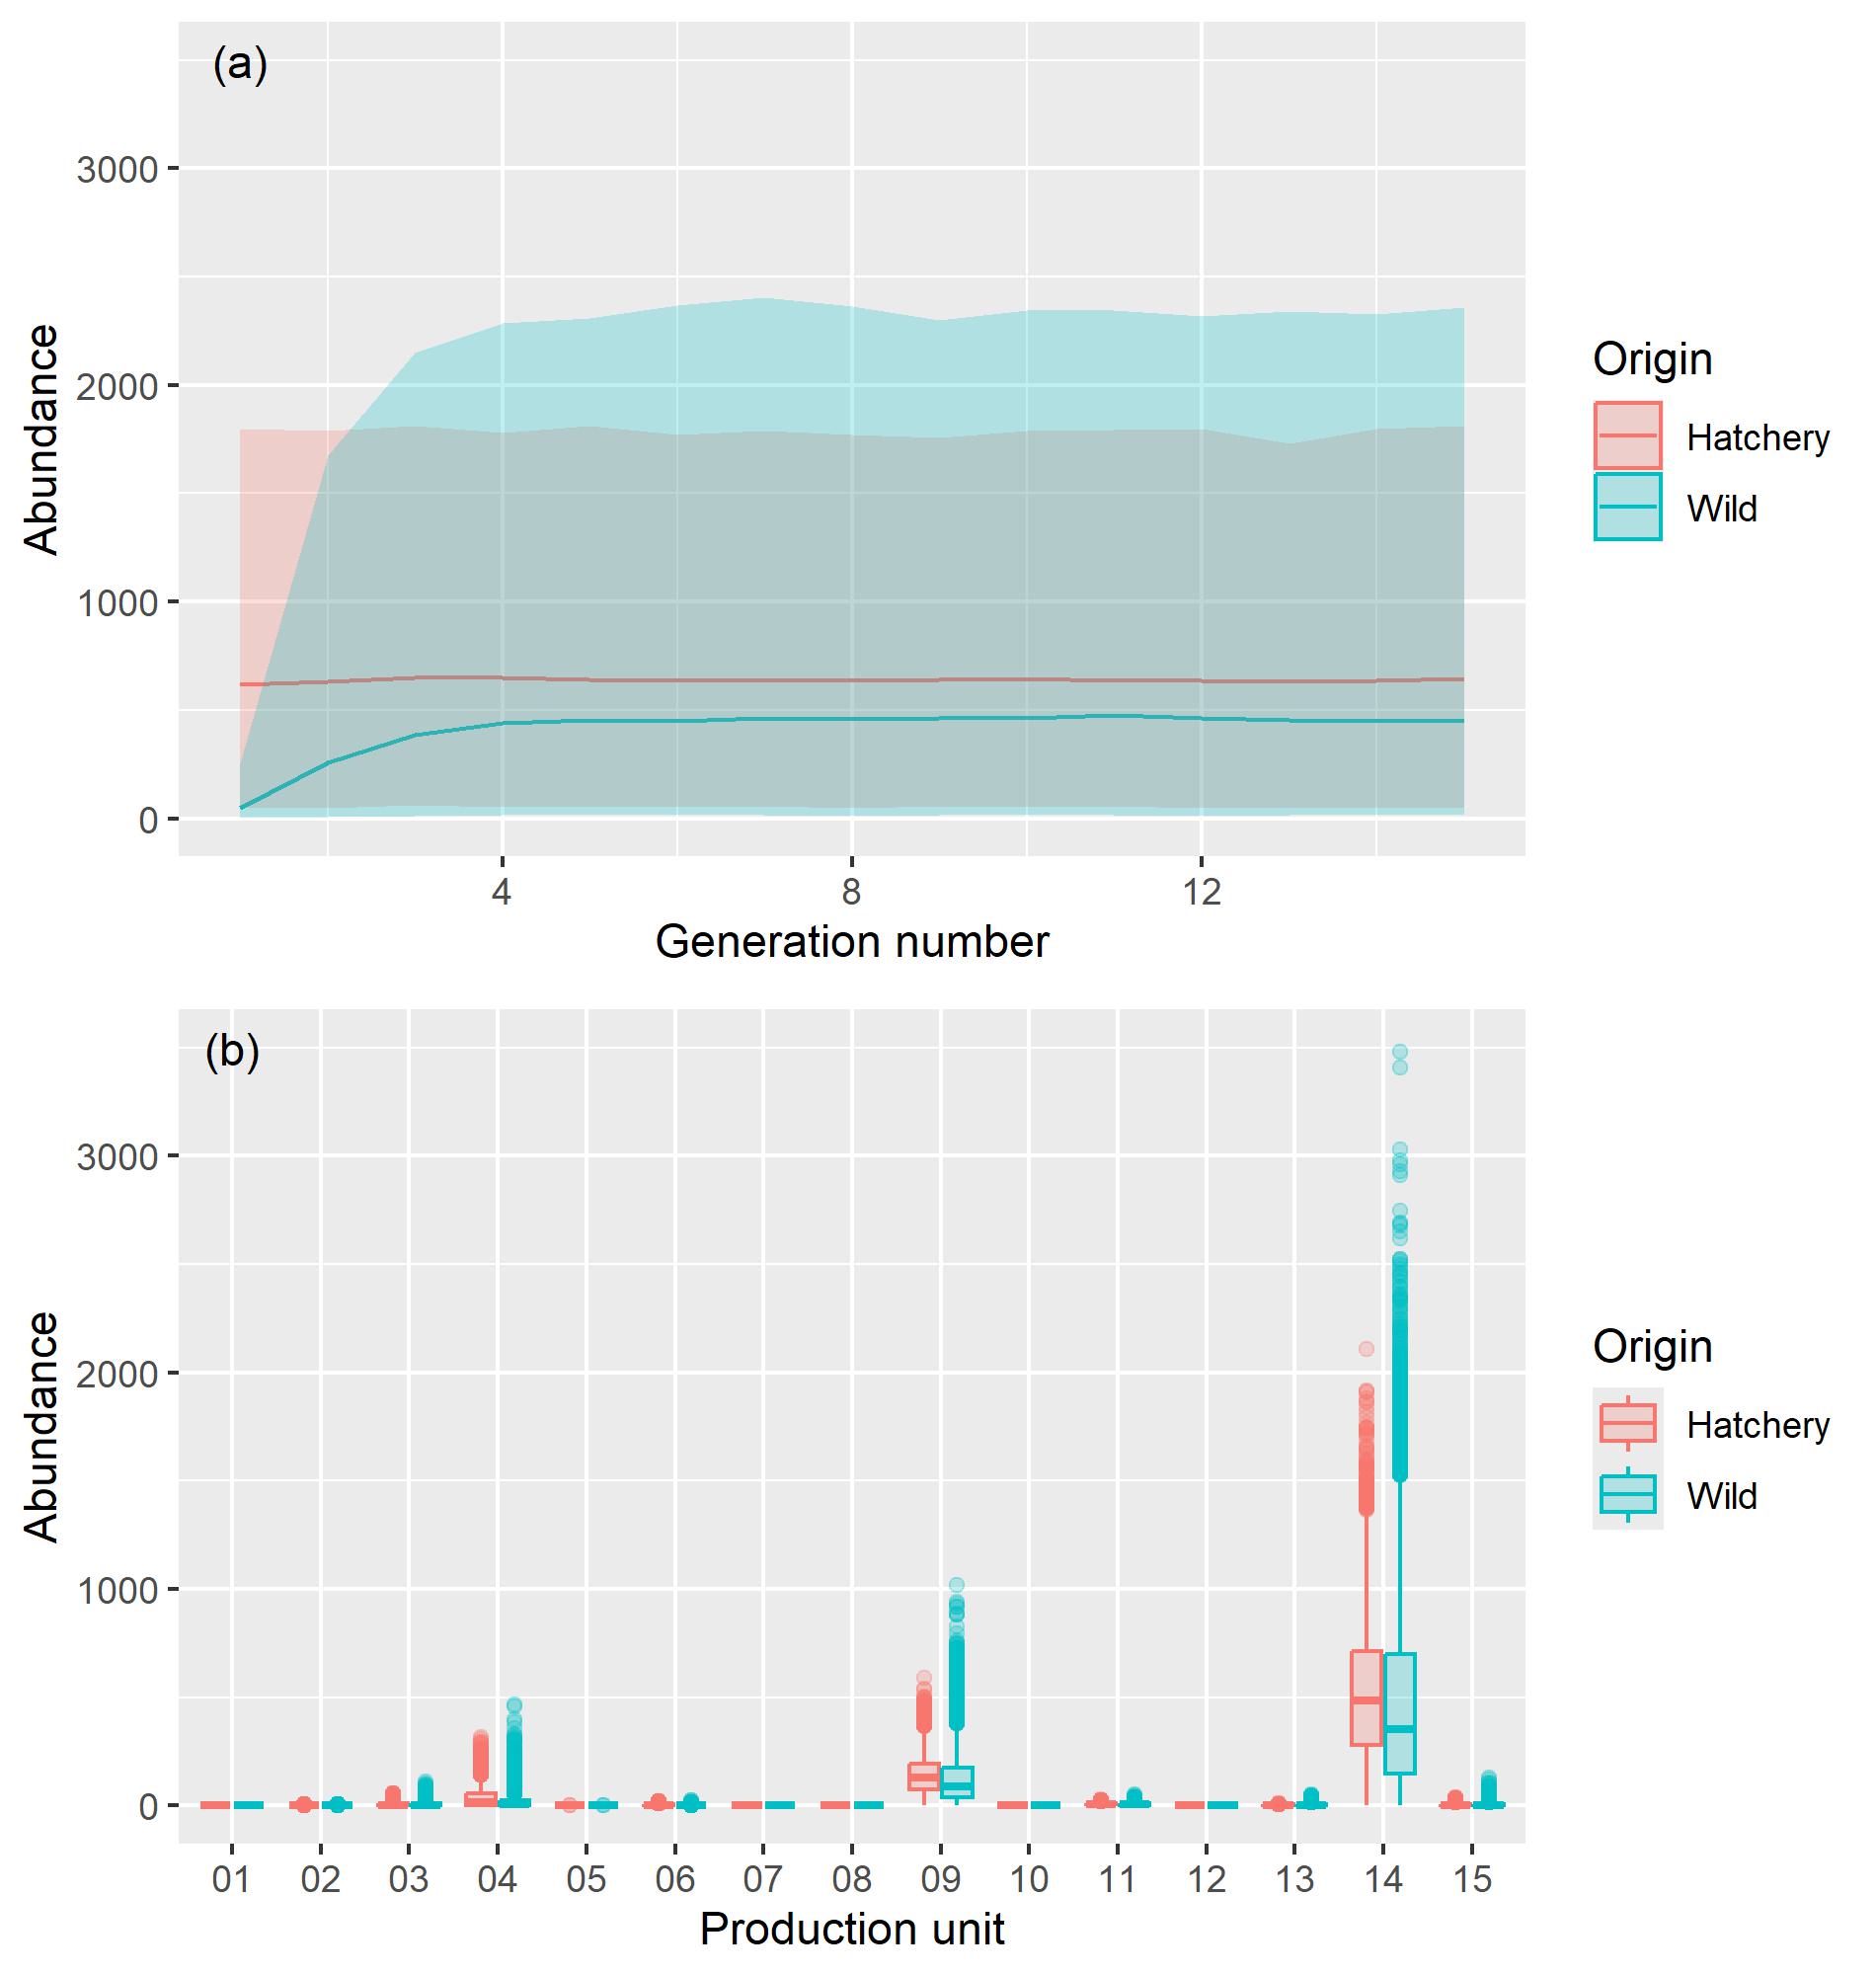 (a)
3000
2000
1000
0
Abundance
4 8 12
Generation number
Origin
Hatchery
Wild
(b)
3000
2000
1000
0
Abundance
01 02 03 04 05 06 07 08 09 10 11 12 13 14 15
Production unit
Origin
Hatchery
Wild